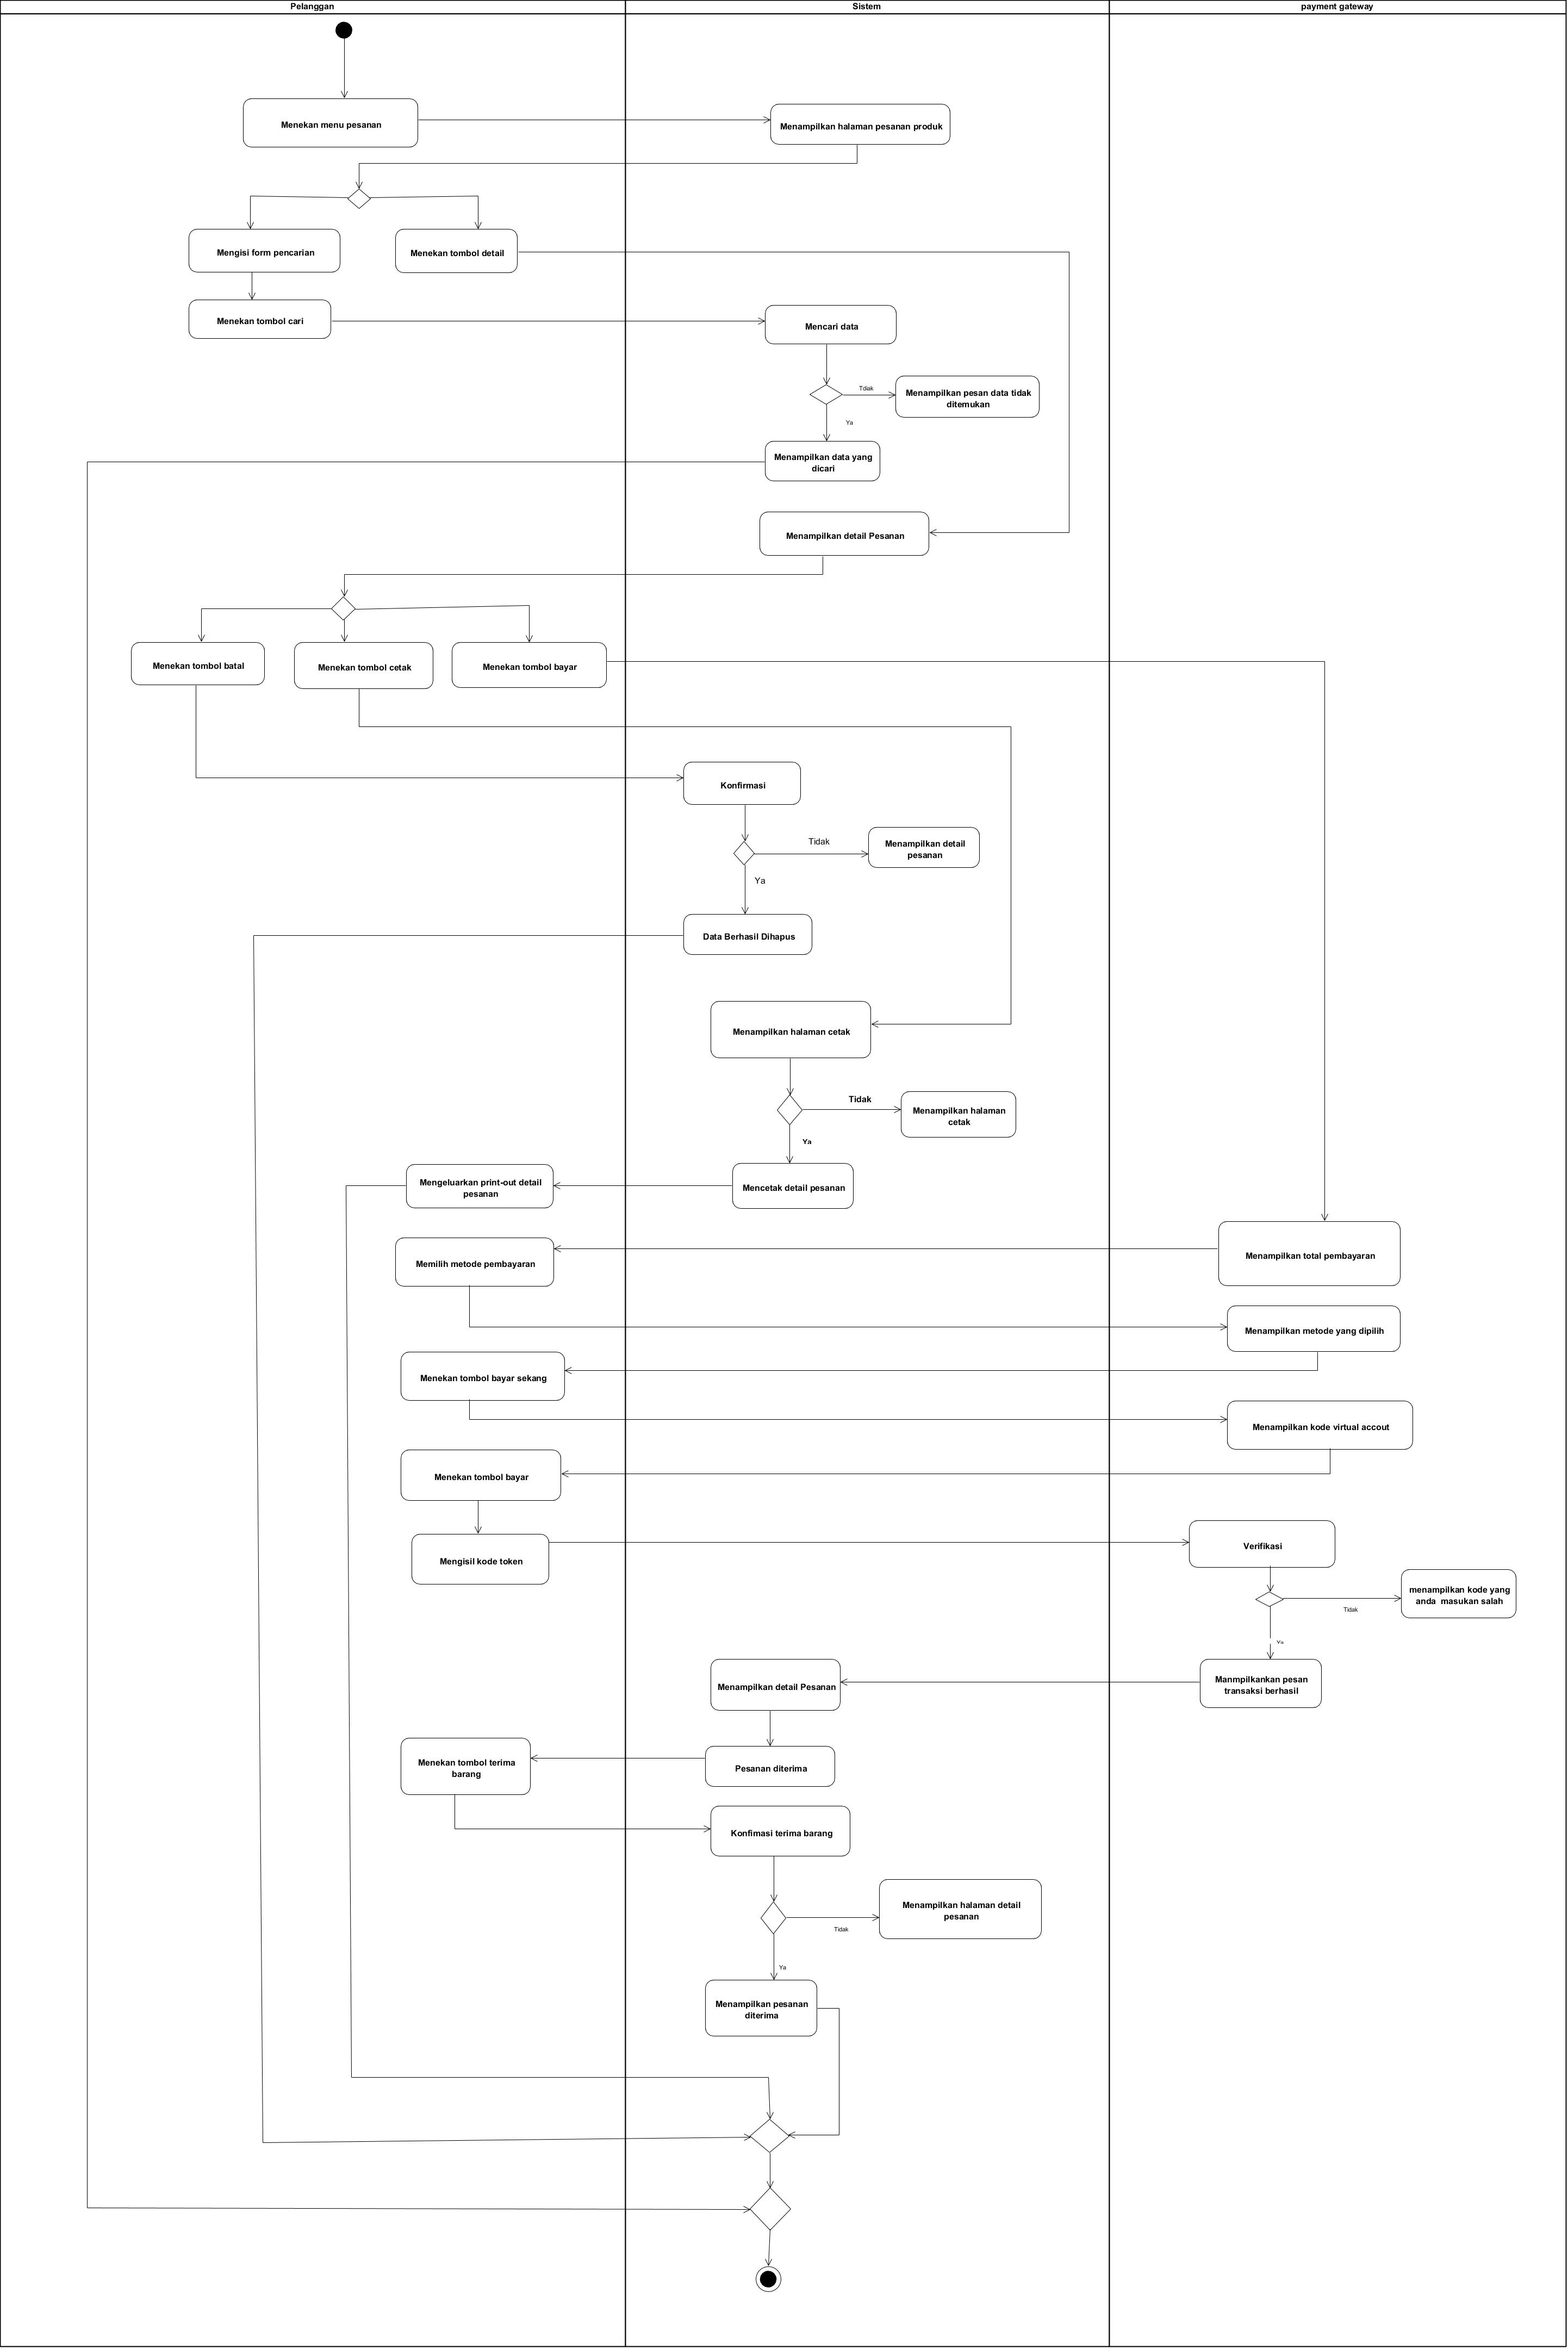 Pelanggan
Sistem
payment gateway
Menekan menu pesanan
Menampilkan halaman pesanan produk
Mengisi form pencarian
Menekan tombol detail
Menekan tombol cari
Mencari data
Tdiak
Menampilkan pesan data tidak
ditemukan
Ya
Menampilkan data yang
dicari
Menampilkan detail Pesanan
Menekan tombol batal
Menekan tombol cetak
Menekan tombol bayar
Konfirmasi
Tidak
Menampilkan detail
pesanan
Ya
Data Berhasil Dihapus
Menampilkan halaman cetak
Tidak
Menampilkan halaman
cetak
Ya
Mengeluarkan print-out detail
pesanan
Mencetak detail pesanan
Menampilkan total pembayaran
Memilih metode pembayaran
Menampilkan metode yang dipilih
Menekan tombol bayar sekang
Menampilkan kode virtual accout
Menekan tombol bayar
Mengisil kode token
Verifikasi
menampilkan kode yang
anda  masukan salah
Tidak
Ya
Manmpilkankan pesan
transaksi berhasil
Menampilkan detail Pesanan
Menekan tombol terima
barang
Pesanan diterima
Konfimasi terima barang
Menampilkan halaman detail
pesanan
Tidak
Ya
Menampilkan pesanan
diterima